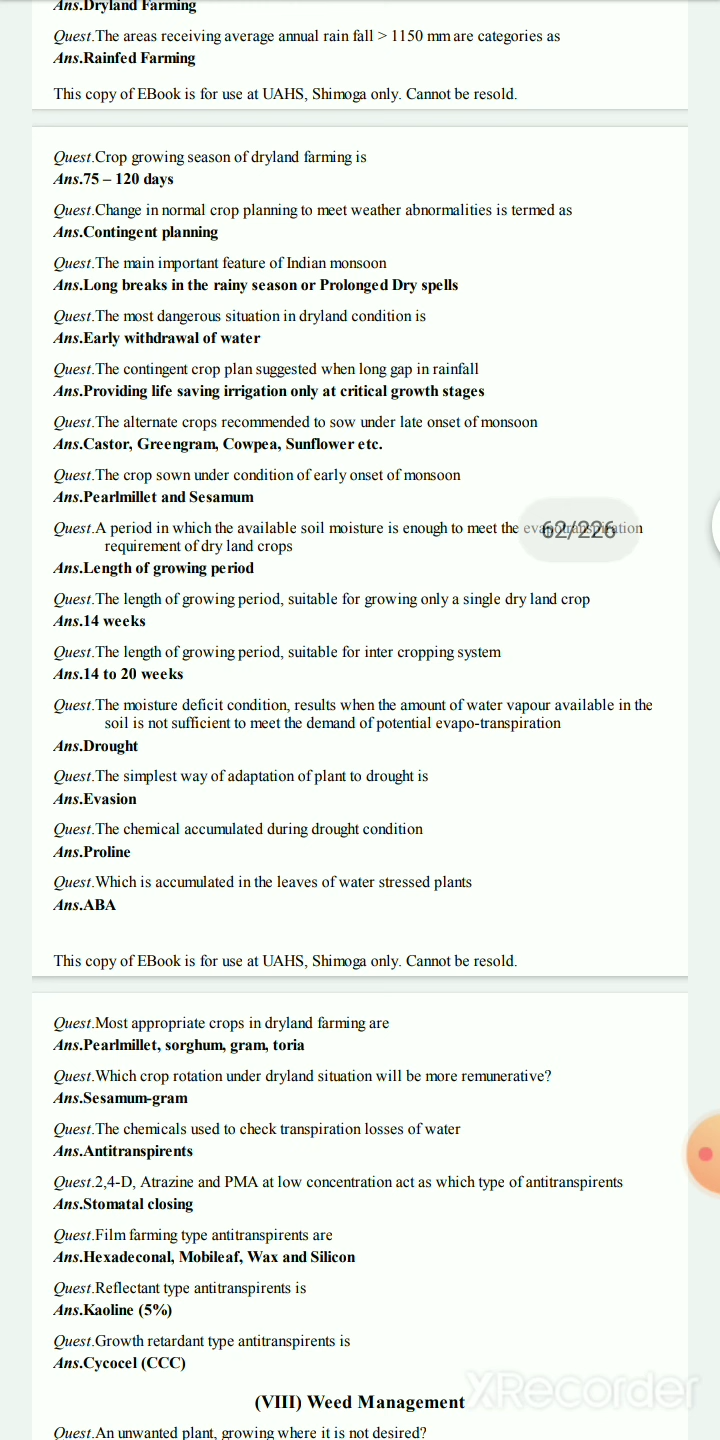 Ans.Dryland Farming
Quest.The areas receiving average annual rain fall > 1150 mm are categories as
Ans.Rainfed Farming
This copy of EBook is for use at UAHS, Shimoga only. Cannot be resold.
Quest.Crop growing season of dryland farming is
Ans.75 – 120 days
Quest.Change in normal crop planning to meet weather abnormalities is termed as
Ans.Contingent planning
Quest.The main important feature of Indian monsoon
Ans.Long breaks in the rainy season or Prolonged Dry spells
Quest.The most dangerous situation in dryland condition is
Ans.Early withdrawal of water
Quest.The contingent crop plan suggested when long gap in rainfall
Ans.Providing life saving irrigation only at critical growth stages
Quest.The alternate crops recommended to sow under late onset of monsoon
Ans.Castor, Greengram, Cowpea, Sunflower etc.
Quest.The crop sown under condition of early onset of monsoon
Ans.Pearlmillet and Sesamum
Quest.A period in which the available soil moisture is enough to meet the evapotranspiration
62/226
requirement of dry land crops
Ans.Length of growing period
Quest.The length of growing period, suitable for growing only a single dry land crop
Ans.14 weeks
Quest.The length of growing period, suitable for inter cropping system
Ans.14 to 20 weeks
Quest.The moisture deficit condition, results when the amount of water vapour available in the
soil is not sufficient to meet the demand of potential evapo-transpiration
Ans.Drought
Quest.The simplest way of adaptation of plant to drought is
Ans.Evasion
Quest.The chemical accumulated during drought condition
Ans.Proline
Quest.Which is accumulated in the leaves of water stressed plants
Ans.ABA
This copy of EBook is for use at UAHS, Shimoga only. Cannot be resold.
Quest.Most appropriate crops in dryland farming are
Ans.Pearlmillet, sorghum, gram, toria
Quest.Which crop rotation under dryland situation will be more remunerative?
Ans.Sesamum-gram
Quest.The chemicals used to check transpiration losses of water
Ans.Antitranspirents
Quest.2,4-D, Atrazine and PMA at low concentration act as which type of antitranspirents
Ans.Stomatal closing
Quest.Film farming type antitranspirents are
Ans.Hexadeconal, Mobileaf, Wax and Silicon
Quest.Reflectant type antitranspirents is
Ans.Kaoline (5%)
Quest.Growth retardant type antitranspirents is
Ans.Cycocel (CCC)
(VIII) Weed Management
XRecorder
Quest.An unwanted plant, growing where it is not desired?